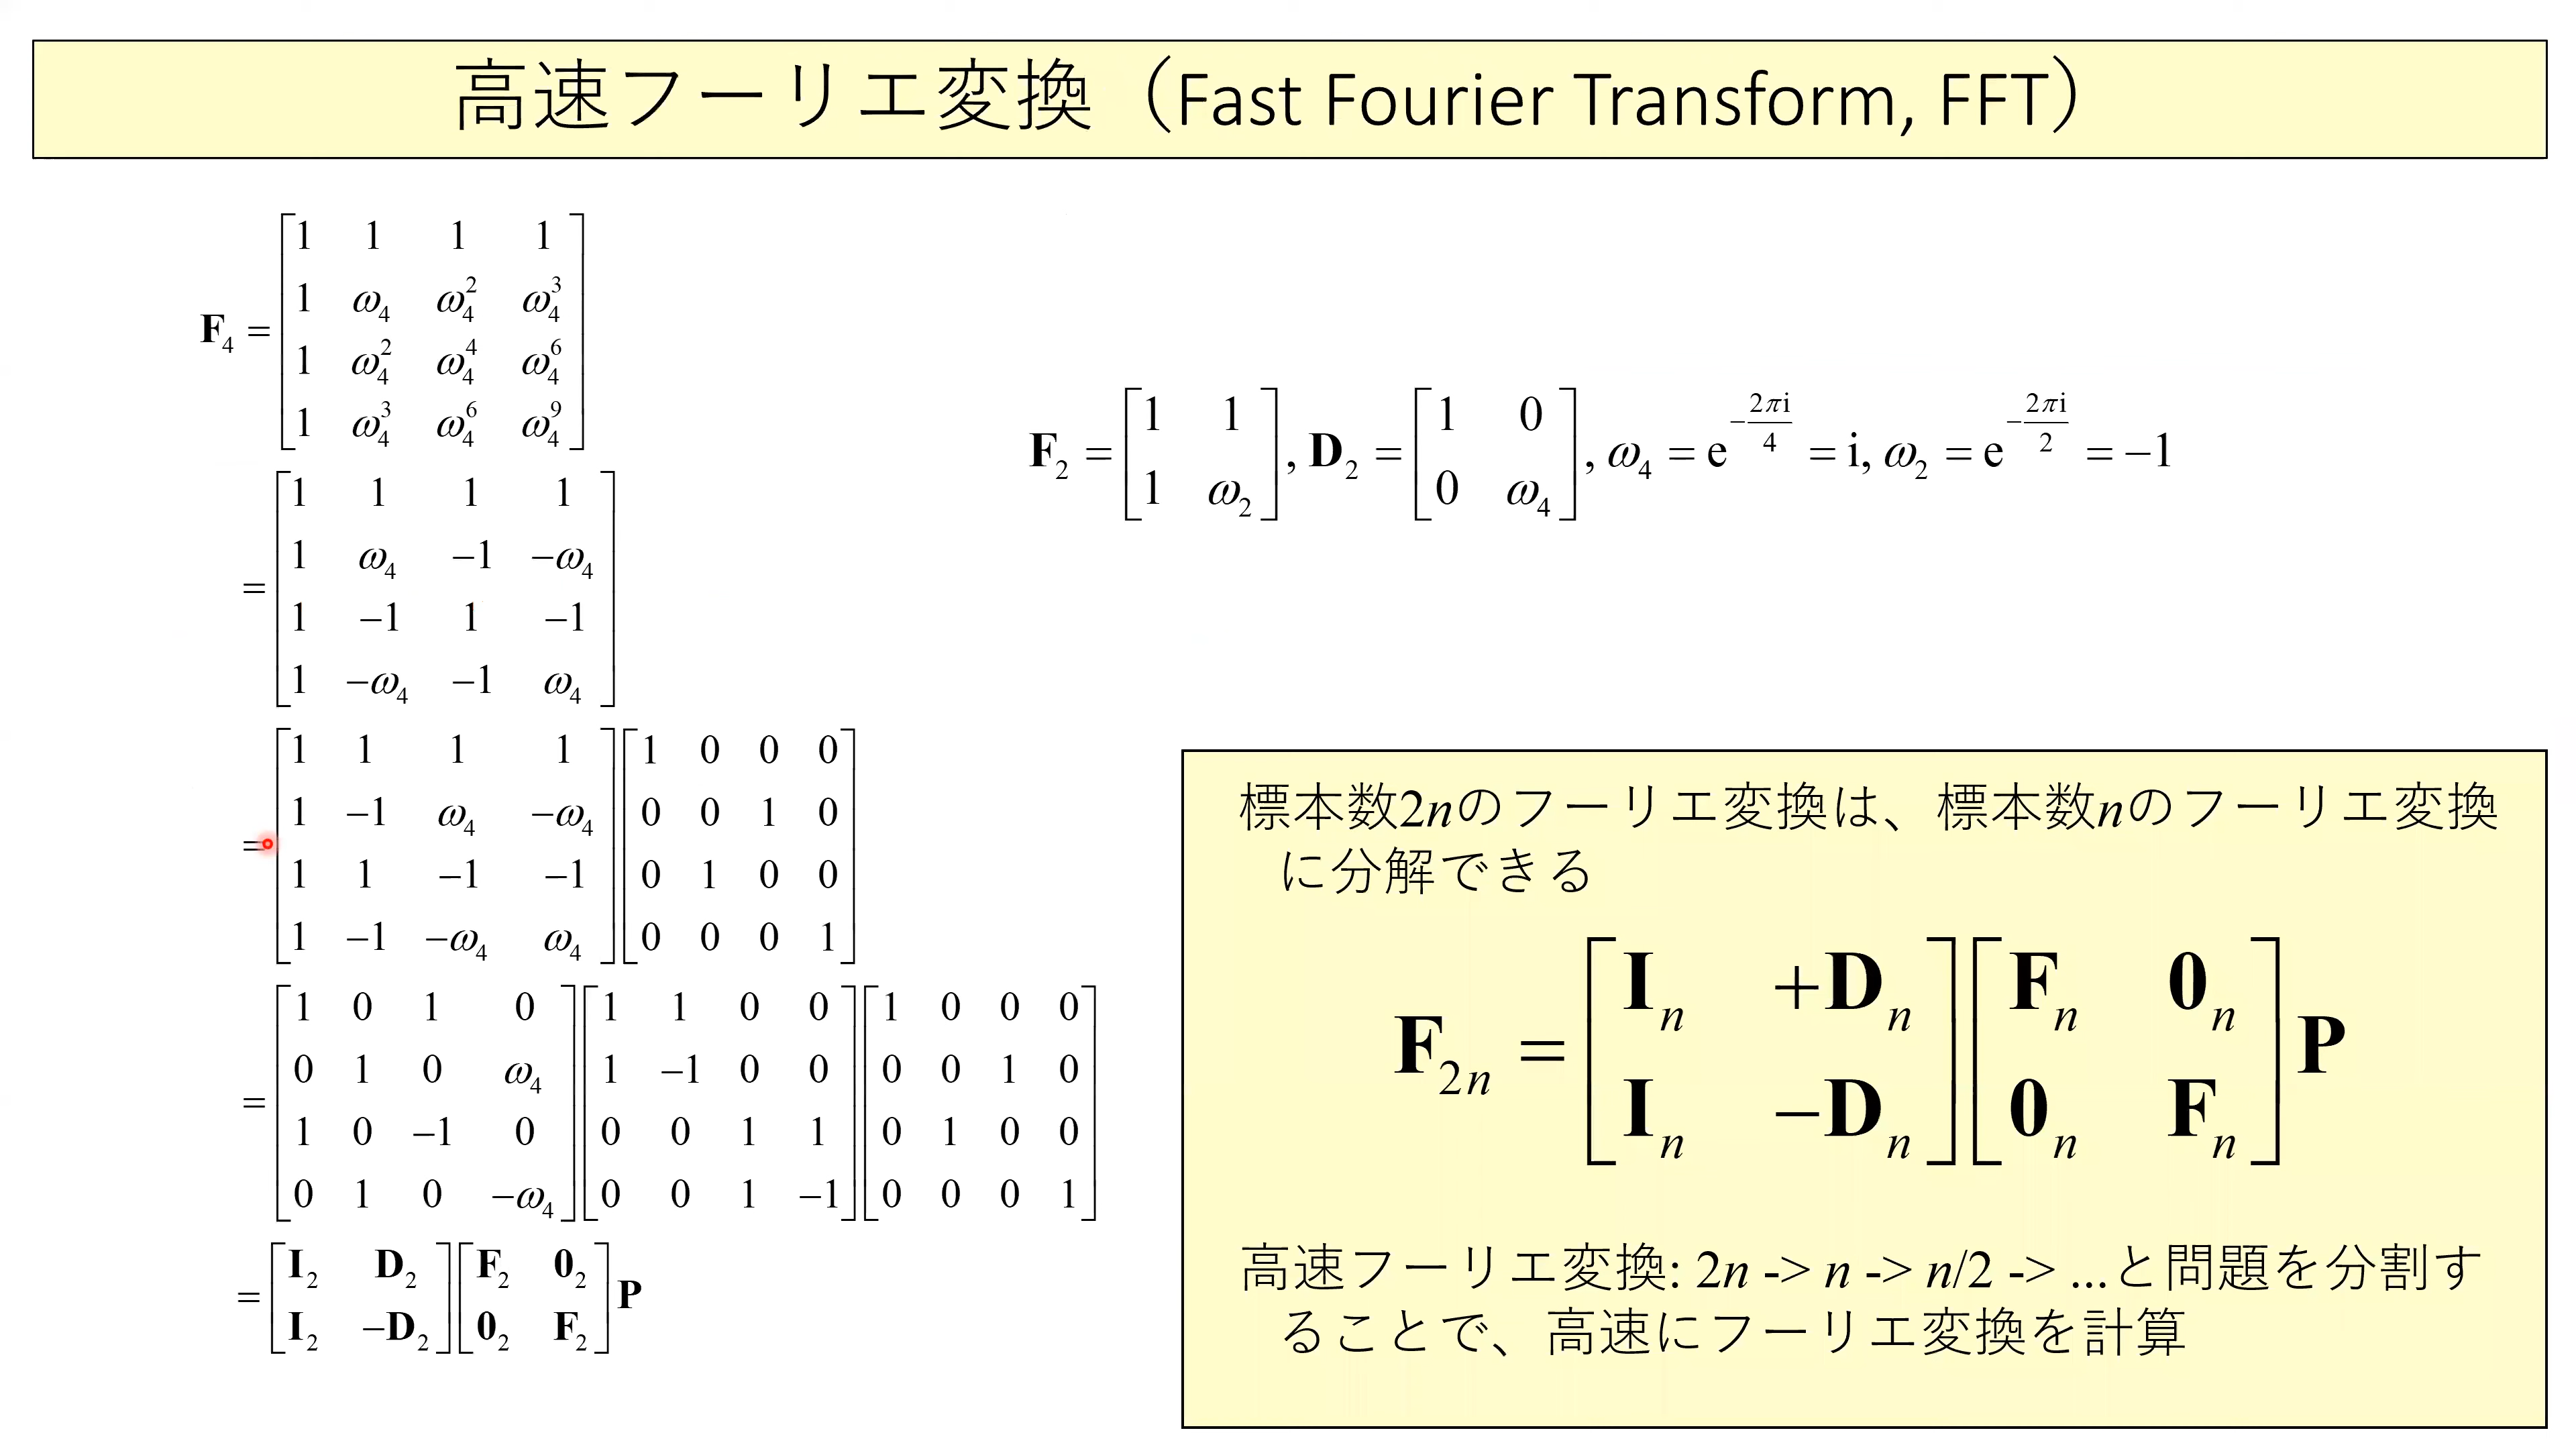 高速フーリエ変換（Fast Fourier Transform, FFT）
F₄ = [1 1 1 1
1 ω₄ ω₄² ω₄³
1 ω₄² ω₄⁴ ω₄⁶
1 ω₄³ ω₄⁶ ω₄⁹]
= [1 1 1 1
1 ω₄ −1 −ω₄
1 −1 1 −1
1 −ω₄ −1 ω₄]
= [1 1 1 1
1 −1 ω₄ −ω₄
1 1 −1 −1
1 −1 −ω₄ ω₄] [1 0 0 0
0 0 1 0
0 1 0 0
0 0 0 1]
= [1 0 1 0
0 1 0 ω₄
1 0 −1 0
0 1 0 −ω₄] [1 1 0 0
1 −1 0 0
0 0 1 1
0 0 1 −1] [1 0 0 0
0 0 1 0
0 1 0 0
0 0 0 1]
= [I₂ D₂
I₂ −D₂] [F₂ 0₂
0₂ F₂] P
F₂ = [1 1
1 ω₂], D₂ = [1 0
0 ω₄], ω₄ = e^(−2πi/4) = i, ω₂ = e^(−2πi/2) = −1
標本数2nのフーリエ変換は、標本数nのフーリエ変換
に分解できる
F₂ₙ = [Iₙ +Dₙ
Iₙ −Dₙ] [Fₙ 0ₙ
0ₙ Fₙ] P
高速フーリエ変換: 2n -> n -> n/2 -> ...と問題を分割す
ることで、高速にフーリエ変換を計算